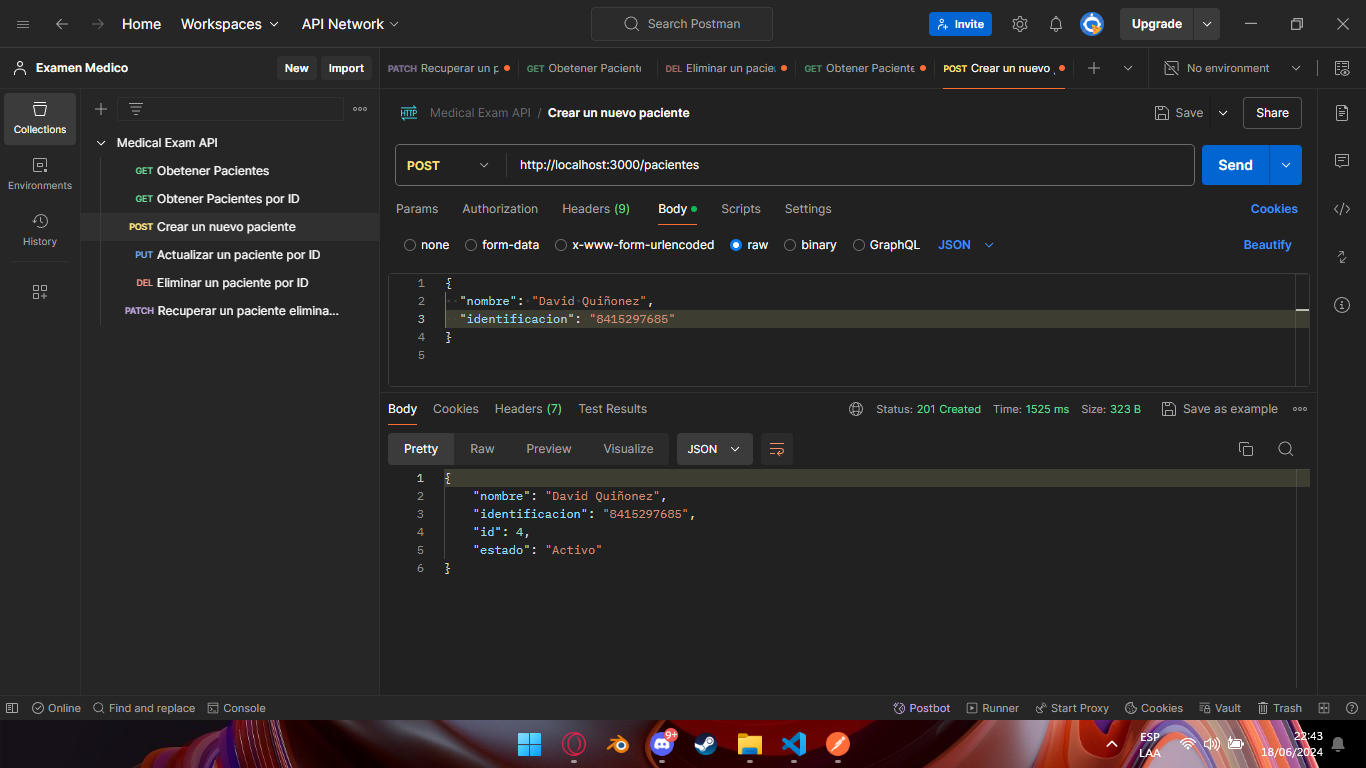 Home Workspaces API Network Search Postman Invite Upgrade
Examen Medico New Import PATCH Recuperar un p GET Obetener Paciente DEL Eliminar un pacie GET Obtener Paciente POST Crear un nuevo No environment
Collections
Environments
History
Medical Exam API
GET Obetener Pacientes
GET Obtener Pacientes por ID
POST Crear un nuevo paciente
PUT Actualizar un paciente por ID
DEL Eliminar un paciente por ID
PATCH Recuperar un paciente elimina...
HTTP Medical Exam API / Crear un nuevo paciente Save Share
POST http://localhost:3000/pacientes Send
Params Authorization Headers (9) Body Scripts Settings Cookies
none form-data x-www-form-urlencoded raw binary GraphQL JSON Beautify
1 {
2 "nombre": "David Quiñonez",
3 "identificacion": "8415297685"
4 }
5
Body Cookies Headers (7) Test Results Status: 201 Created Time: 1525 ms Size: 323 B Save as example
Pretty Raw Preview Visualize JSON
1 {
2 "nombre": "David Quiñonez",
3 "identificacion": "8415297685",
4 "id": 4,
5 "estado": "Activo"
6 }
Online Find and replace Console Postbot Runner Start Proxy Cookies Vault Trash
9+
ESP
LAA
22:43
18/06/2024